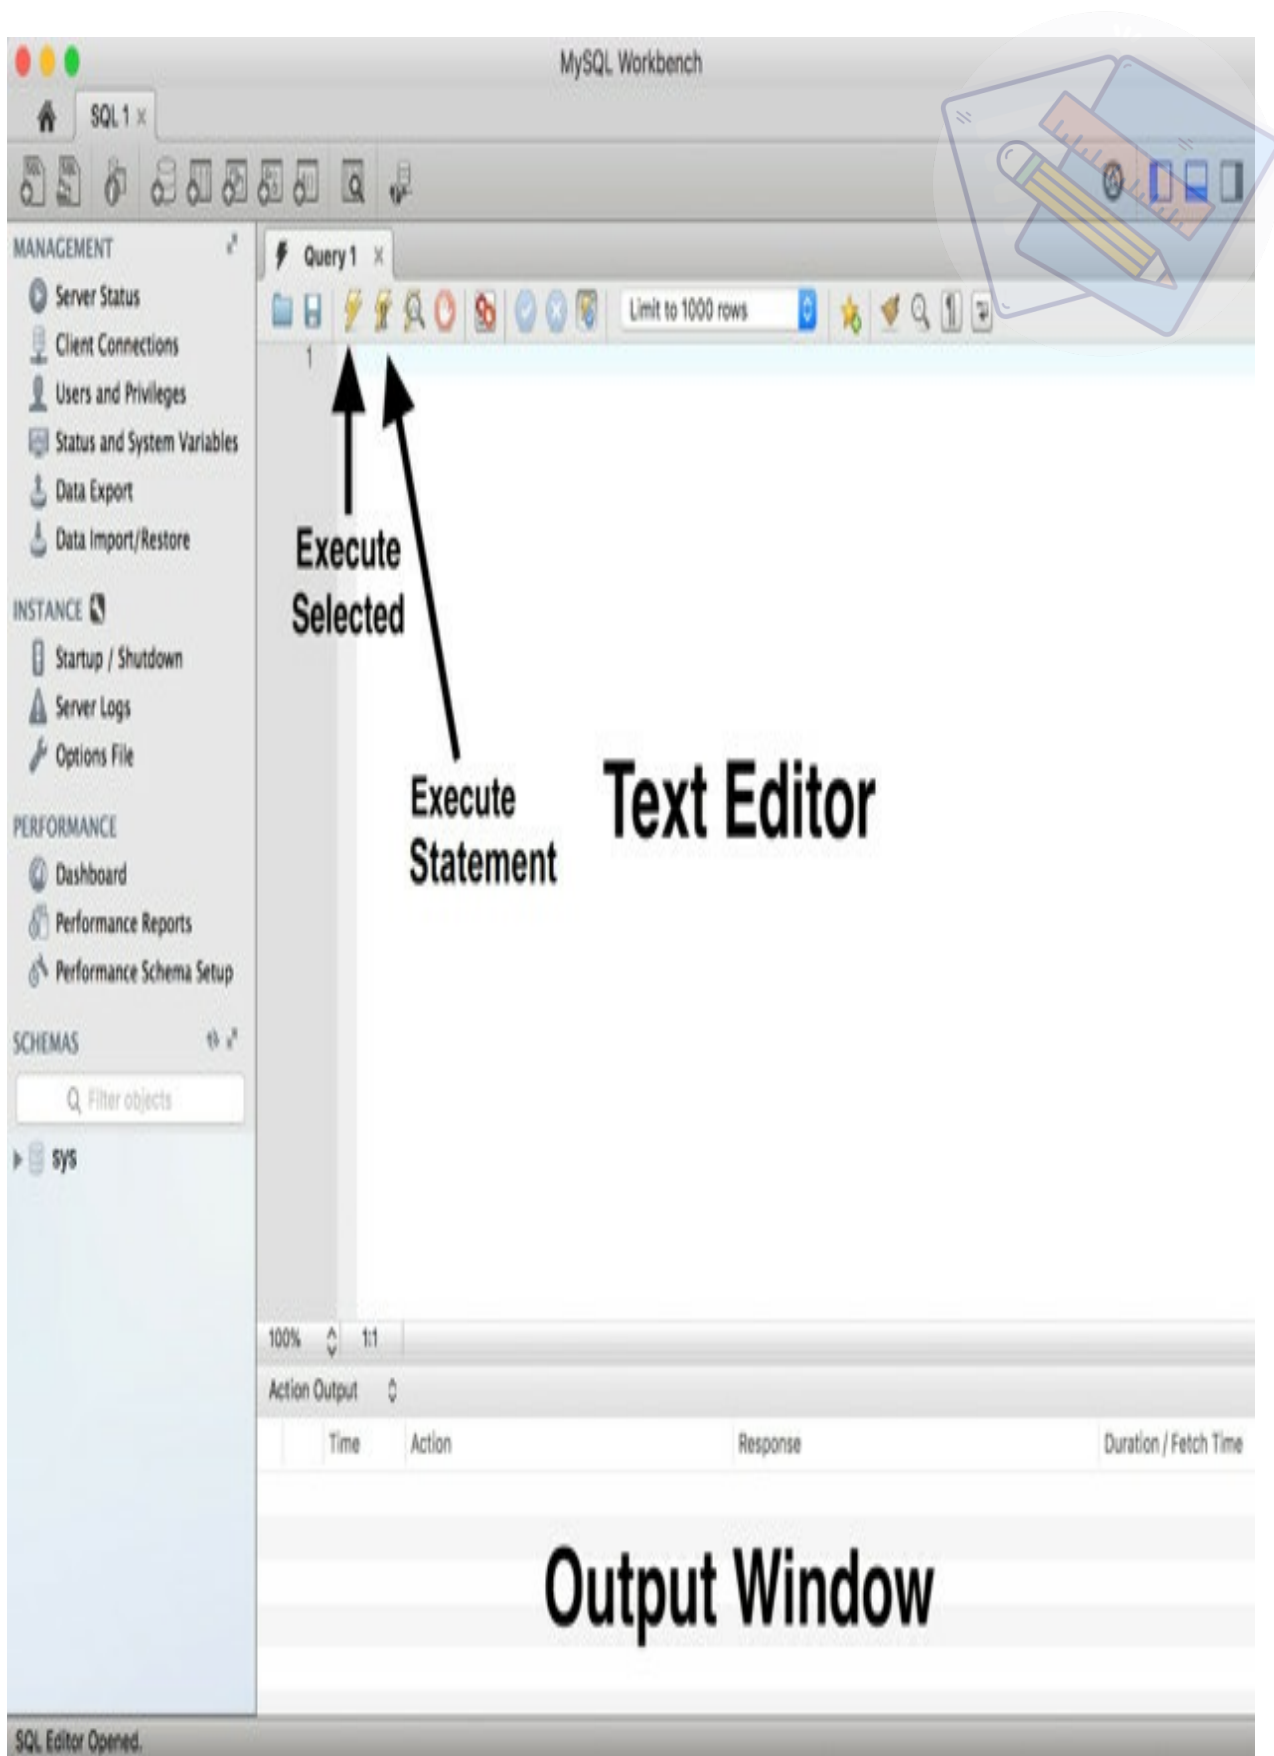 MySQL Workbench
SQL 1 ×
MANAGEMENT
Server Status
Client Connections
Users and Privileges
Status and System Variables
Data Export
Data Import/Restore
INSTANCE
Startup / Shutdown
Server Logs
Options File
PERFORMANCE
Dashboard
Performance Reports
Performance Schema Setup
SCHEMAS
Filter objects
sys
Query 1 ×
Limit to 1000 rows
1
Execute
Selected
Execute
Statement
Text Editor
100% 1:1
Action Output
Time Action Response Duration / Fetch Time
Output Window
SQL Editor Opened.